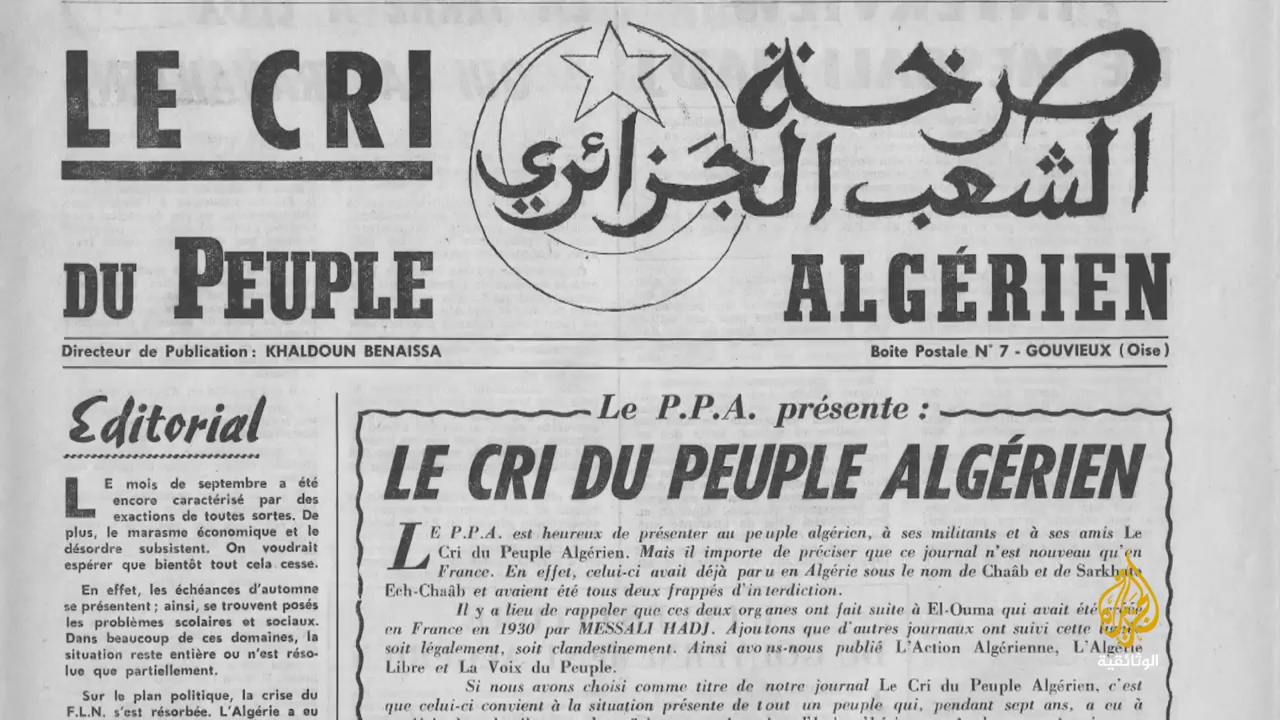 LE CRI
DU PEUPLE
صرخة
الشعب الجزائري
ALGÉRIEN
Directeur de Publication : KHALDOUN BENAISSA
Boite Postale N° 7 - GOUVIEUX (Oise)
Editorial
LE mois de septembre a été
encore caractérisé par des
exactions de toutes sortes. De
plus, le marasme économique et le
désordre subsistent. On voudrait
espérer que bientôt tout cela cesse.
En effet, les échéances d'automne
se présentent ; ainsi, se trouvent posés
les problèmes scolaires et sociaux.
Dans beaucoup de ces domaines, la
situation reste entière ou n'est réso-
lue que partiellement.
Sur le plan politique, la crise du
F.L.N. s'est résorbée. L'Algérie a eu
Le P.P.A. présente :
LE CRI DU PEUPLE ALGÉRIEN
LE P.P.A. est heureux de présenter au peuple algérien, à ses militants et à ses amis Le
Cri du Peuple Algérien. Mais il importe de préciser que ce journal n'est nouveau qu'en
France. En effet, celui-ci avait déjà paru en Algérie sous le nom de Chaâb et de Sarkhate
Ech-Chaâb et avaient été tous deux frappés d'interdiction.
Il y a lieu de rappeler que ces deux organes ont fait suite à El-Ouma qui avait été
en France en 1930 par MESSALI HADJ. Ajoutons que d'autres journaux ont suivi cette
soit légalement, soit clandestinement. Ainsi avons-nous publié L'Action Algérienne, L'Algérie
Libre et La Voix du Peuple.
Si nous avons choisi comme titre de notre journal Le Cri du Peuple Algérien, c'est
que celui-ci convient à la situation présente de tout un peuple qui, pendant sept ans, a eu à
الجزيرة
الوثائقية